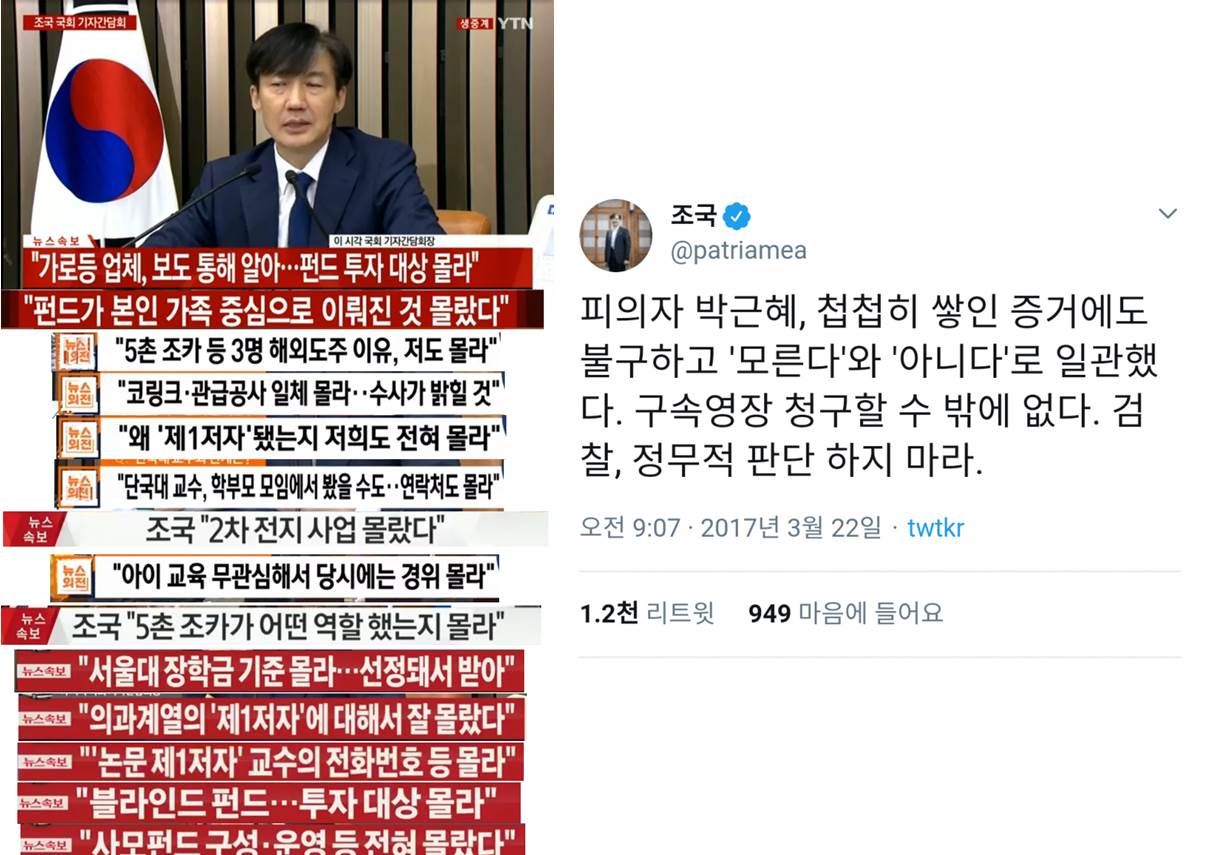 조국 국회 기자간담회
생중계 YTN
뉴스속보
이 시각 국회 기자간담회장
"가로등 업체, 보도 통해 알아…펀드 투자 대상 몰라"
"펀드가 본인 가족 중심으로 이뤄진 것 몰랐다"
뉴스외전 "5촌 조카 등 3명 해외도주 이유, 저도 몰라"
뉴스외전 "코링크·관급공사 일체 몰라‥수사가 밝힐 것"
뉴스외전 "왜 '제1저자'됐는지 저희도 전혀 몰라"
뉴스외전 "단국대 교수, 학부모 모임에서 봤을 수도‥연락처도 몰라"
뉴스속보 조국 "2차 전지 사업 몰랐다"
뉴스외전 "아이 교육 무관심해서 당시에는 경위 몰라"
뉴스속보 조국 "5촌 조카가 어떤 역할 했는지 몰라"
뉴스속보 "서울대 장학금 기준 몰라…선정돼서 받아"
뉴스속보 "의과계열의 '제1저자'에 대해서 잘 몰랐다"
뉴스속보 "'논문 제1저자' 교수의 전화번호 등 몰라"
뉴스속보 "블라인드 펀드…투자 대상 몰라"
뉴스속보 "사모펀드 구성·운영 등 전혀 몰랐다"
조국
@patriamea
피의자 박근혜, 첩첩히 쌓인 증거에도
불구하고 '모른다'와 '아니다'로 일관했
다. 구속영장 청구할 수 밖에 없다. 검
찰, 정무적 판단 하지 마라.
오전 9:07 · 2017년 3월 22일 · twtkr
1.2천 리트윗 949 마음에 들어요